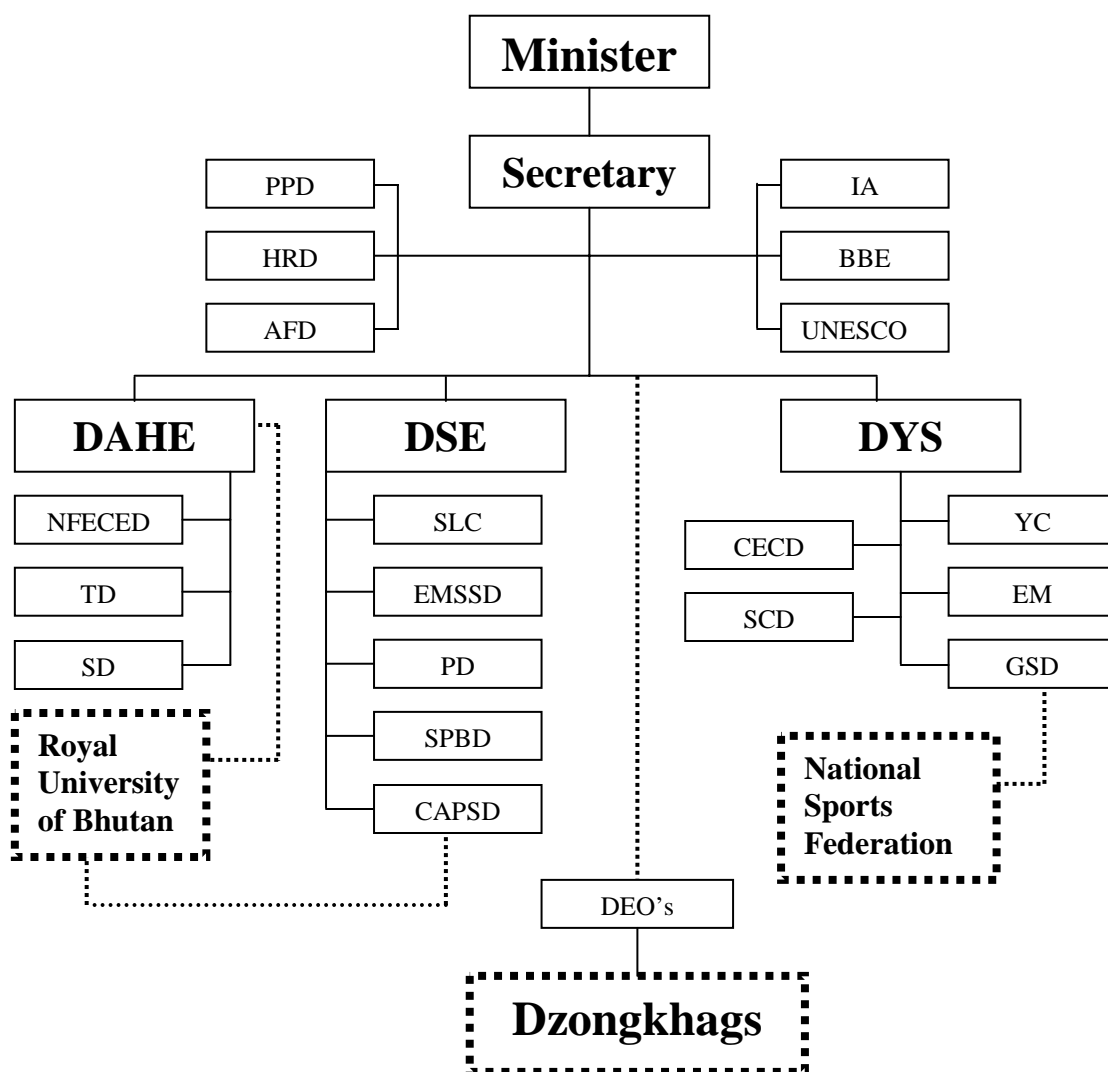 Minister
Secretary
PPD
IA
HRD
BBE
AFD
UNESCO
DAHE
DSE
DYS
NFECED
SLC
YC
CECD
TD
EMSSD
EM
SCD
SD
PD
GSD
Royal
University
of Bhutan
SPBD
National
Sports
Federation
CAPSD
DEO’s
Dzongkhags